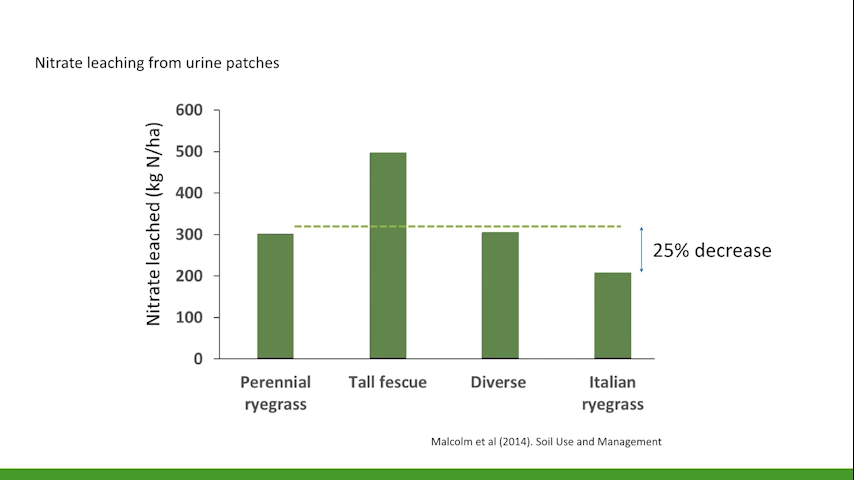 Nitrate leaching from urine patches
Nitrate leached (kg N/ha)
600
500
400
300
200
100
0
25% decrease
Perennial ryegrass
Tall fescue
Diverse
Italian ryegrass
Malcolm et al (2014). Soil Use and Management